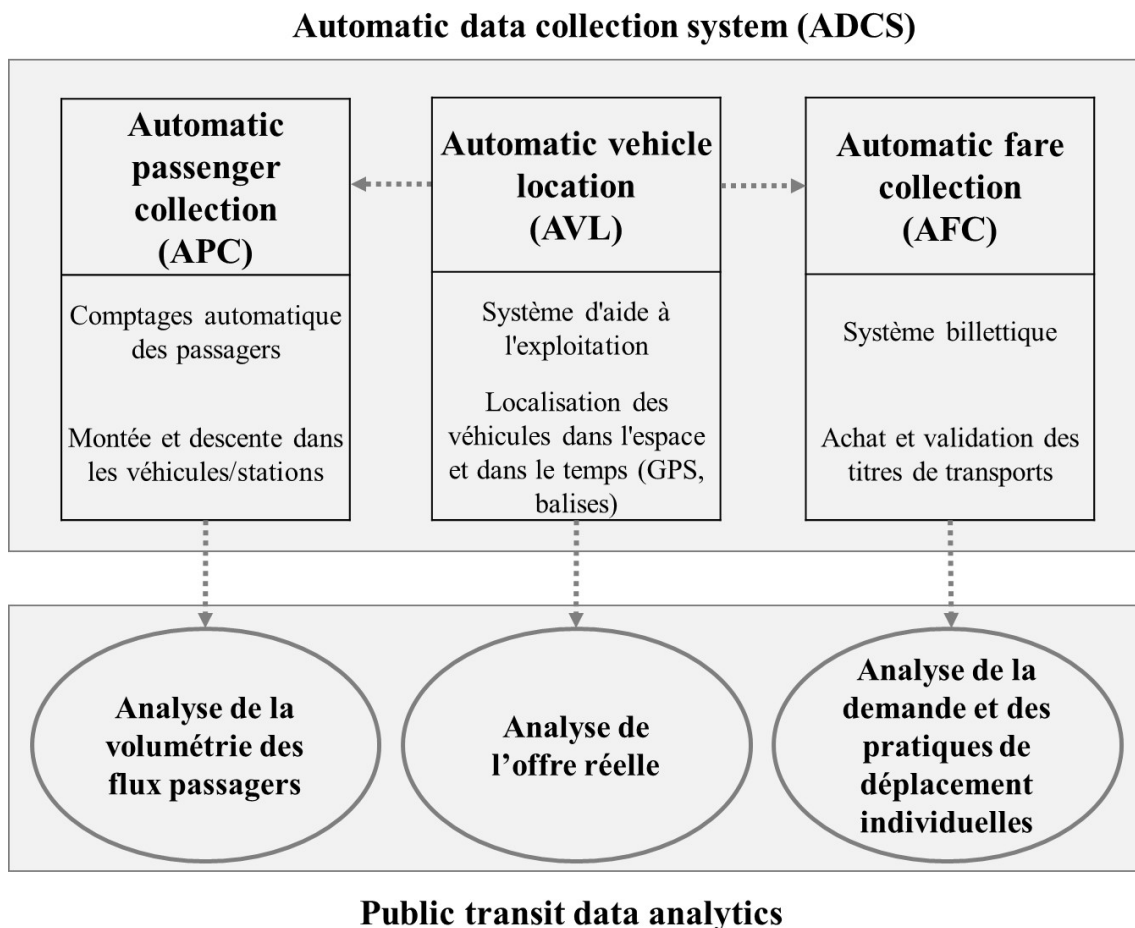 Automatic data collection system (ADCS)
Automatic
passenger
collection
(APC)
Comptages automatique
des passagers
Montée et descente dans
les véhicules/stations
Automatic vehicle
location
(AVL)
Système d'aide à
l'exploitation
Localisation des
véhicules dans l'espace
et dans le temps (GPS,
balises)
Automatic fare
collection
(AFC)
Système billettique
Achat et validation des
titres de transports
Analyse de la
volumétrie des
flux passagers
Analyse de
l’offre réelle
Analyse de la
demande et des
pratiques de
déplacement
individuelles
Public transit data analytics